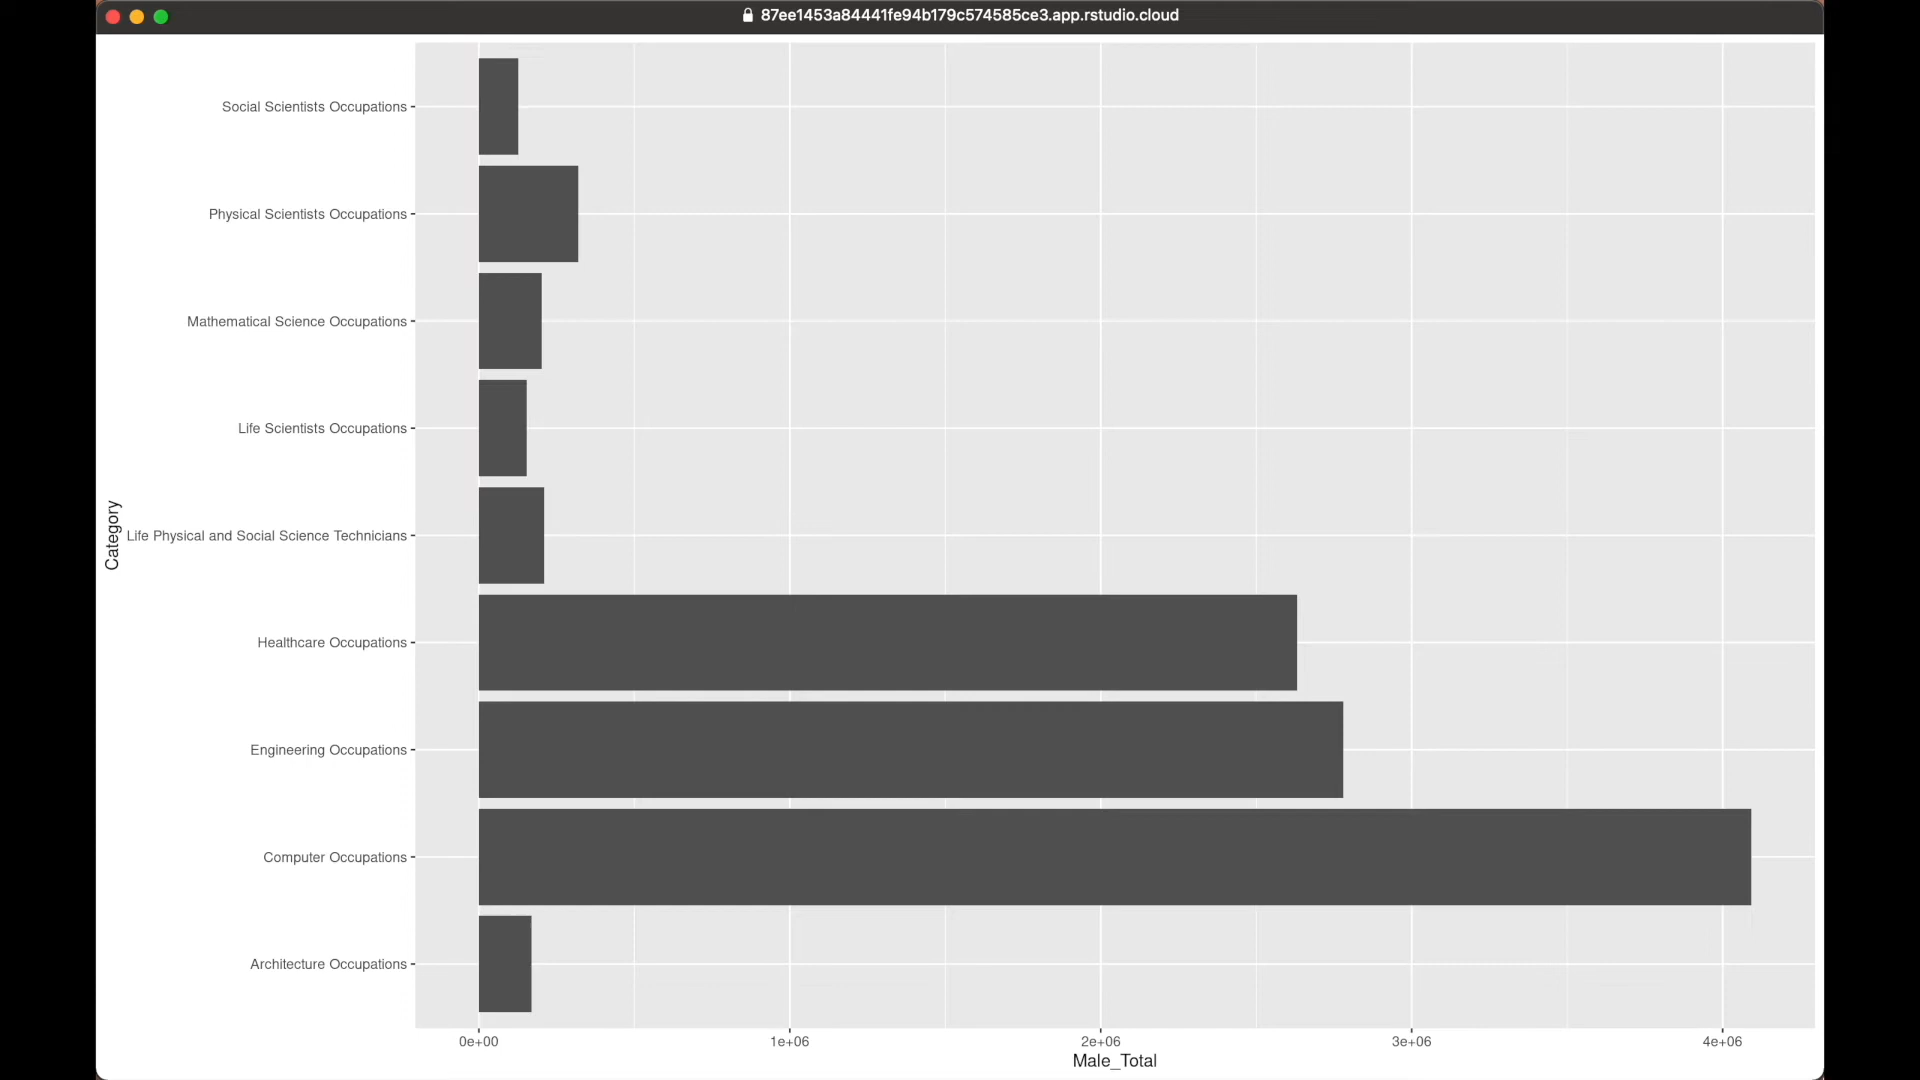 87ee1453a84441fe94b179c574585ce3.app.rstudio.cloud
Social Scientists Occupations
Physical Scientists Occupations
Mathematical Science Occupations
Life Scientists Occupations
Life Physical and Social Science Technicians
Healthcare Occupations
Engineering Occupations
Computer Occupations
Architecture Occupations
Category
0e+00 1e+06 2e+06 3e+06 4e+06
Male_Total